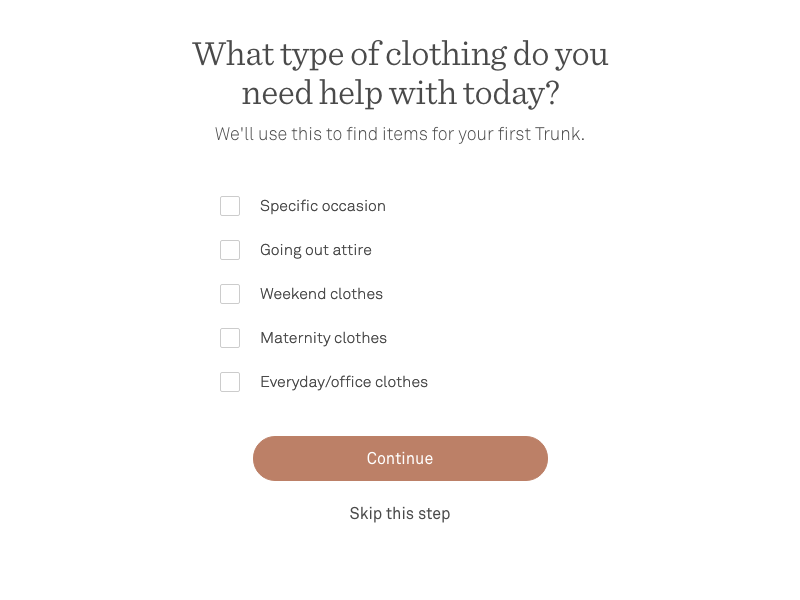 What type of clothing do you
need help with today?
We'll use this to find items for your first Trunk.
Specific occasion
Going out attire
Weekend clothes
Maternity clothes
Everyday/office clothes
Continue
Skip this step